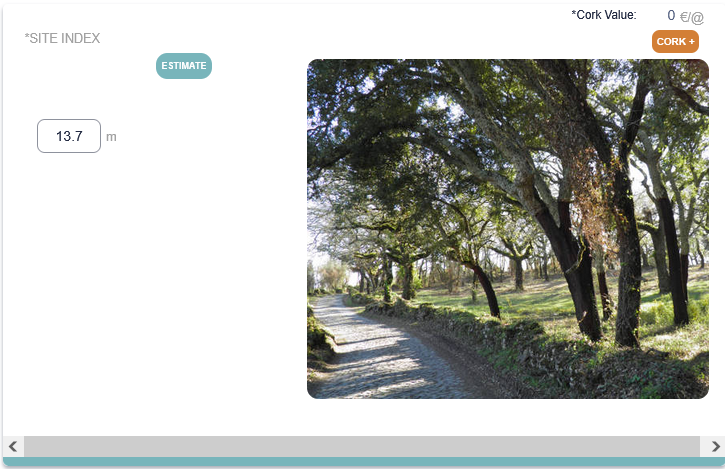 *Cork Value: 0 €/@
*SITE INDEX
CORK +
ESTIMATE
13.7 m